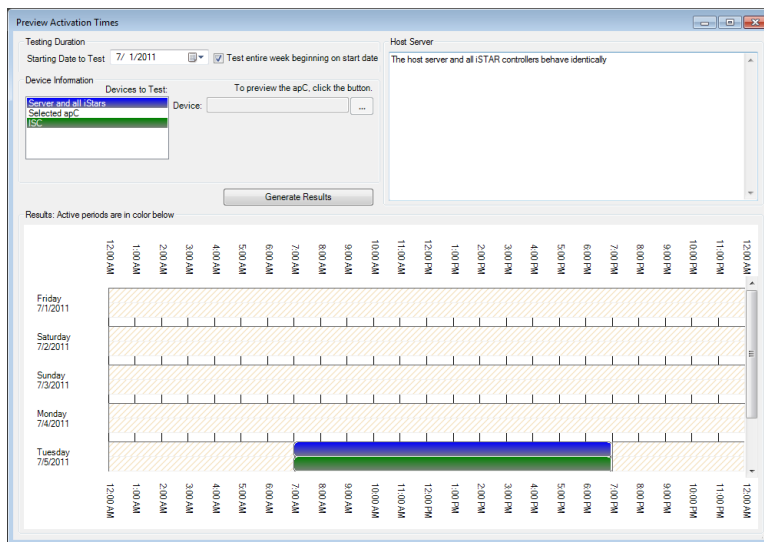 Preview Activation Times
Testing Duration
Starting Date to Test 7/ 1/2011 Test entire week beginning on start date
Device Information
Devices to Test:
Server and all iStars
Selected apC
ISC
To preview the apC, click the button.
Device: ...
Host Server
The host server and all iSTAR controllers behave identically
Generate Results
Results: Active periods are in color below
12:00 AM 1:00 AM 2:00 AM 3:00 AM 4:00 AM 5:00 AM 6:00 AM 7:00 AM 8:00 AM 9:00 AM 10:00 AM 11:00 AM 12:00 PM 1:00 PM 2:00 PM 3:00 PM 4:00 PM 5:00 PM 6:00 PM 7:00 PM 8:00 PM 9:00 PM 10:00 PM 11:00 PM 12:00 AM
Friday
7/1/2011
Saturday
7/2/2011
Sunday
7/3/2011
Monday
7/4/2011
Tuesday
7/5/2011
12:00 AM 1:00 AM 2:00 AM 3:00 AM 4:00 AM 5:00 AM 6:00 AM 7:00 AM 8:00 AM 9:00 AM 10:00 AM 11:00 AM 12:00 PM 1:00 PM 2:00 PM 3:00 PM 4:00 PM 5:00 PM 6:00 PM 7:00 PM 8:00 PM 9:00 PM 10:00 PM 11:00 PM 12:00 AM